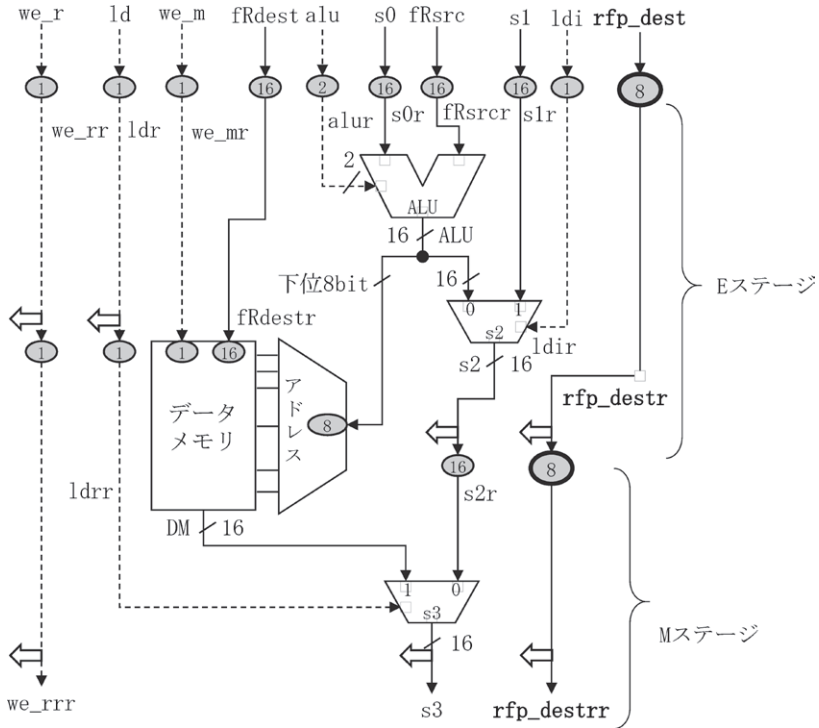 we_r ld we_m fRdest alu s0 fRsrc s1 ldi rfp_dest
1 1 1 16 2 16 16 16 1 8
we_rr ldr we_mr alur s0r fRsrcr s1r
2
ALU
16 ALU
下位8bit 16
0 1
s2
fRdestr ldir
s2 16
Eステージ
1 1 1 16
rfp_destr
データ
メモリ
アドレス
8
16 8
ldrr s2r
DM 16
1 0
s3
16
Mステージ
we_rrr s3 rfp_destrr